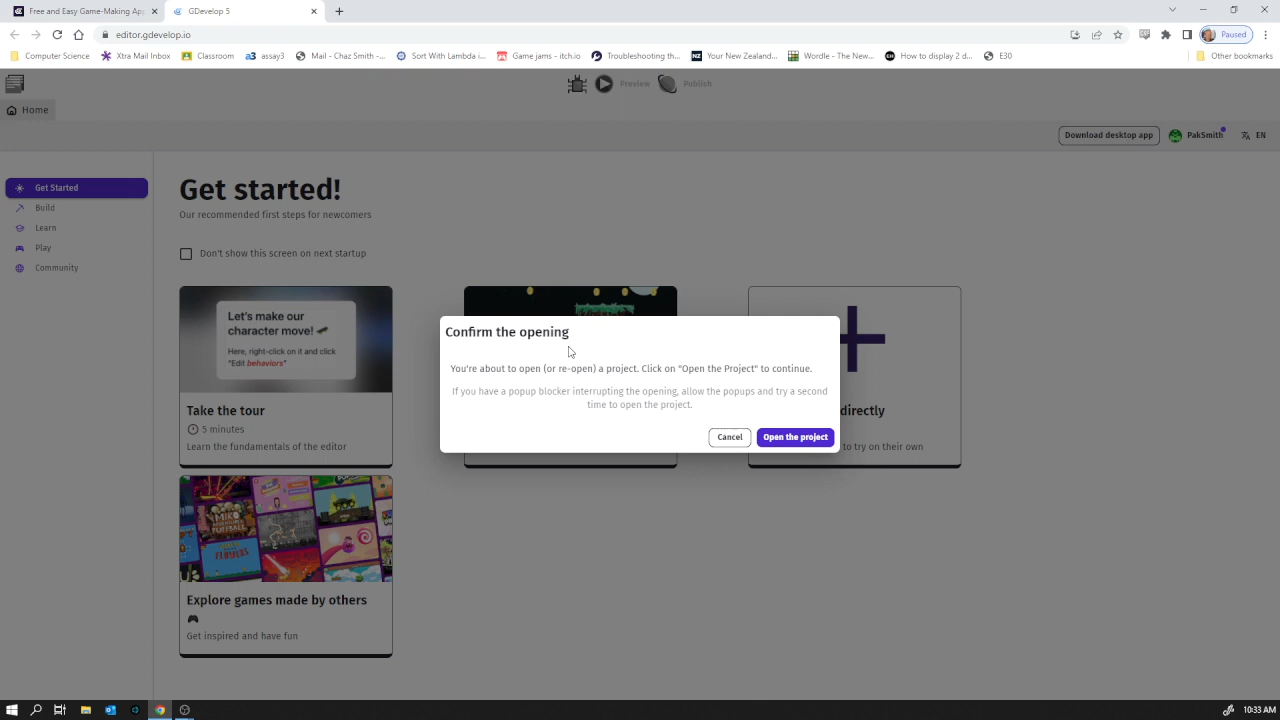 Free and Easy Game-Making Ap
GDevelop 5
editor.gdevelop.io
Paused
Computer Science
Xtra Mail Inbox
Classroom
a3 assay3
Mail - Chaz Smith -...
Sort With Lambda i...
Game jams - itch.io
Troubleshooting th...
NZ Your New Zealand...
Wordle - The New...
How to display 2 d...
E30
Other bookmarks
Preview
Publish
Home
Download desktop app
PakSmith
EN
Get Started
Build
Learn
Play
Community
Get started!
Our recommended first steps for newcomers
Don't show this screen on next startup
Let's make our
character move!
Here, right-click on it and click
"Edit behaviors"
Take the tour
5 minutes
Learn the fundamentals of the editor
directly
to try on their own
Confirm the opening
You're about to open (or re-open) a project. Click on "Open the Project" to continue.
If you have a popup blocker interrupting the opening, allow the popups and try a second
time to open the project.
Cancel
Open the project
Explore games made by others
Get inspired and have fun
10:33 AM